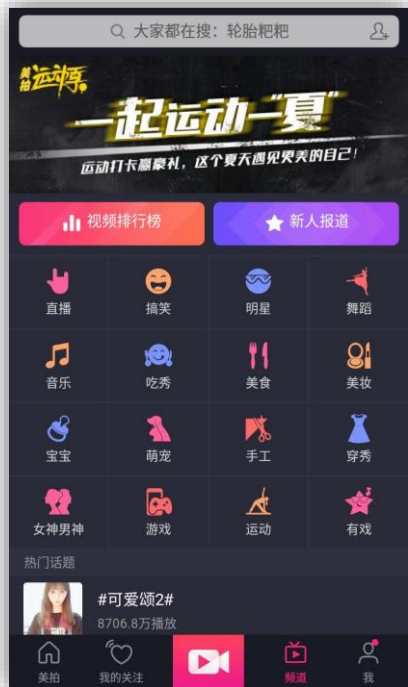 大家都在搜：轮胎粑粑
美拍运动季
一起运动一"夏"
运动打卡赢豪礼，这个夏天遇见更美的自己！
视频排行榜 新人报道
直播 搞笑 明星 舞蹈
音乐 吃秀 美食 美妆
宝宝 萌宠 手工 穿秀
女神男神 游戏 运动 有戏
热门话题
#可爱颂2#
8706.8万播放
美拍 我的关注 频道 我